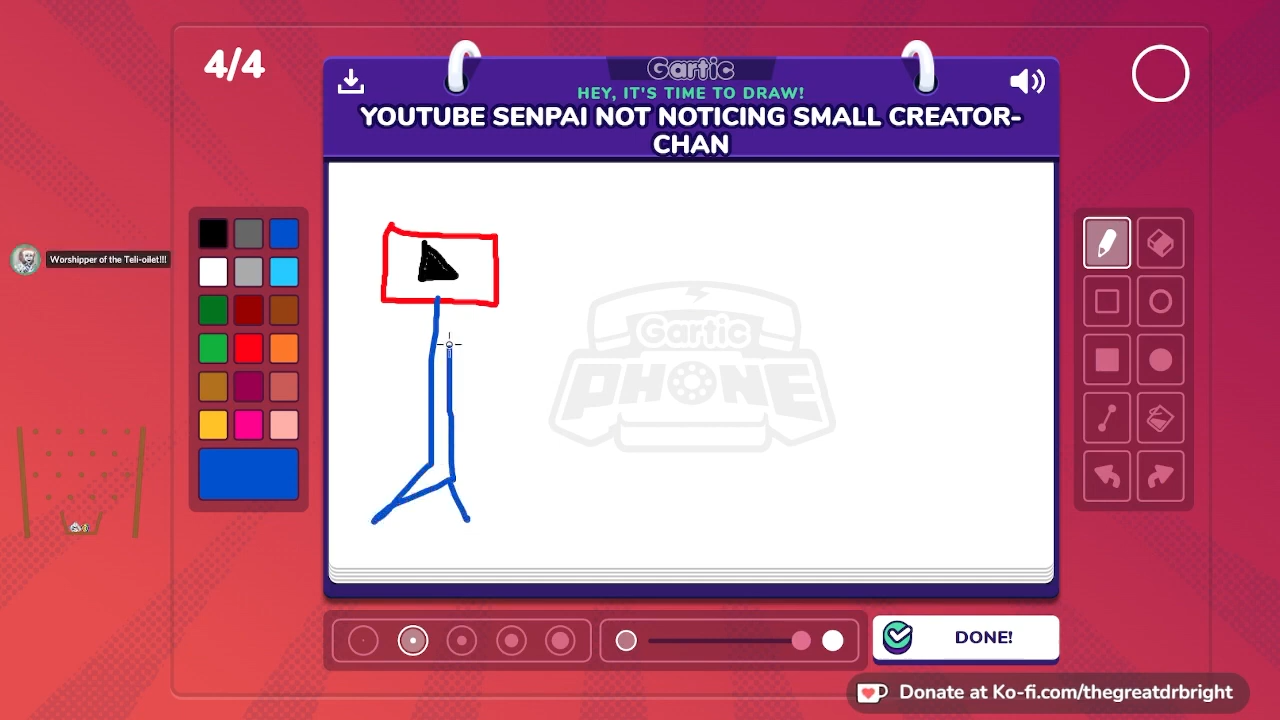 4/4
Gartic
HEY, IT'S TIME TO DRAW!
YOUTUBE SENPAI NOT NOTICING SMALL CREATOR-
CHAN
Worshipper of the Teli-oilet!!!
Gartic
PHONE
DONE!
Donate at Ko-fi.com/thegreatdrbright